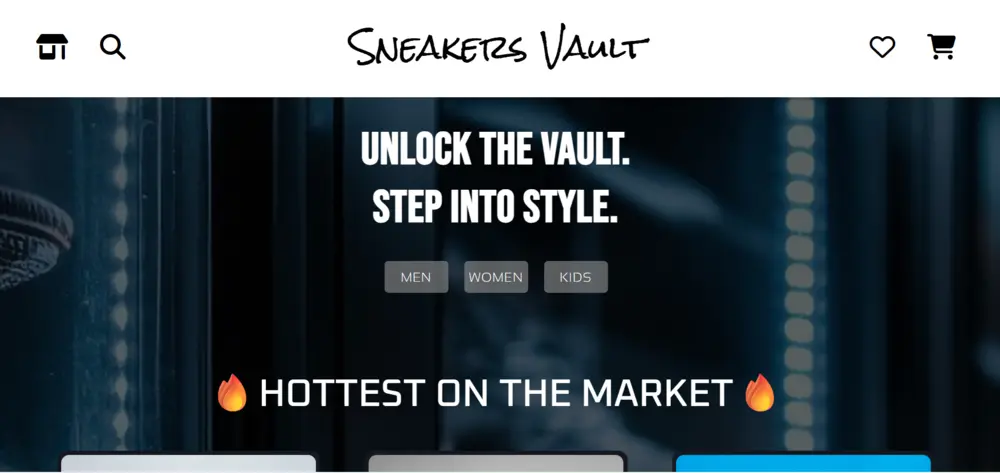 Sneakers Vault
UNLOCK THE VAULT.
STEP INTO STYLE.
MEN WOMEN KIDS
🔥 HOTTEST ON THE MARKET 🔥